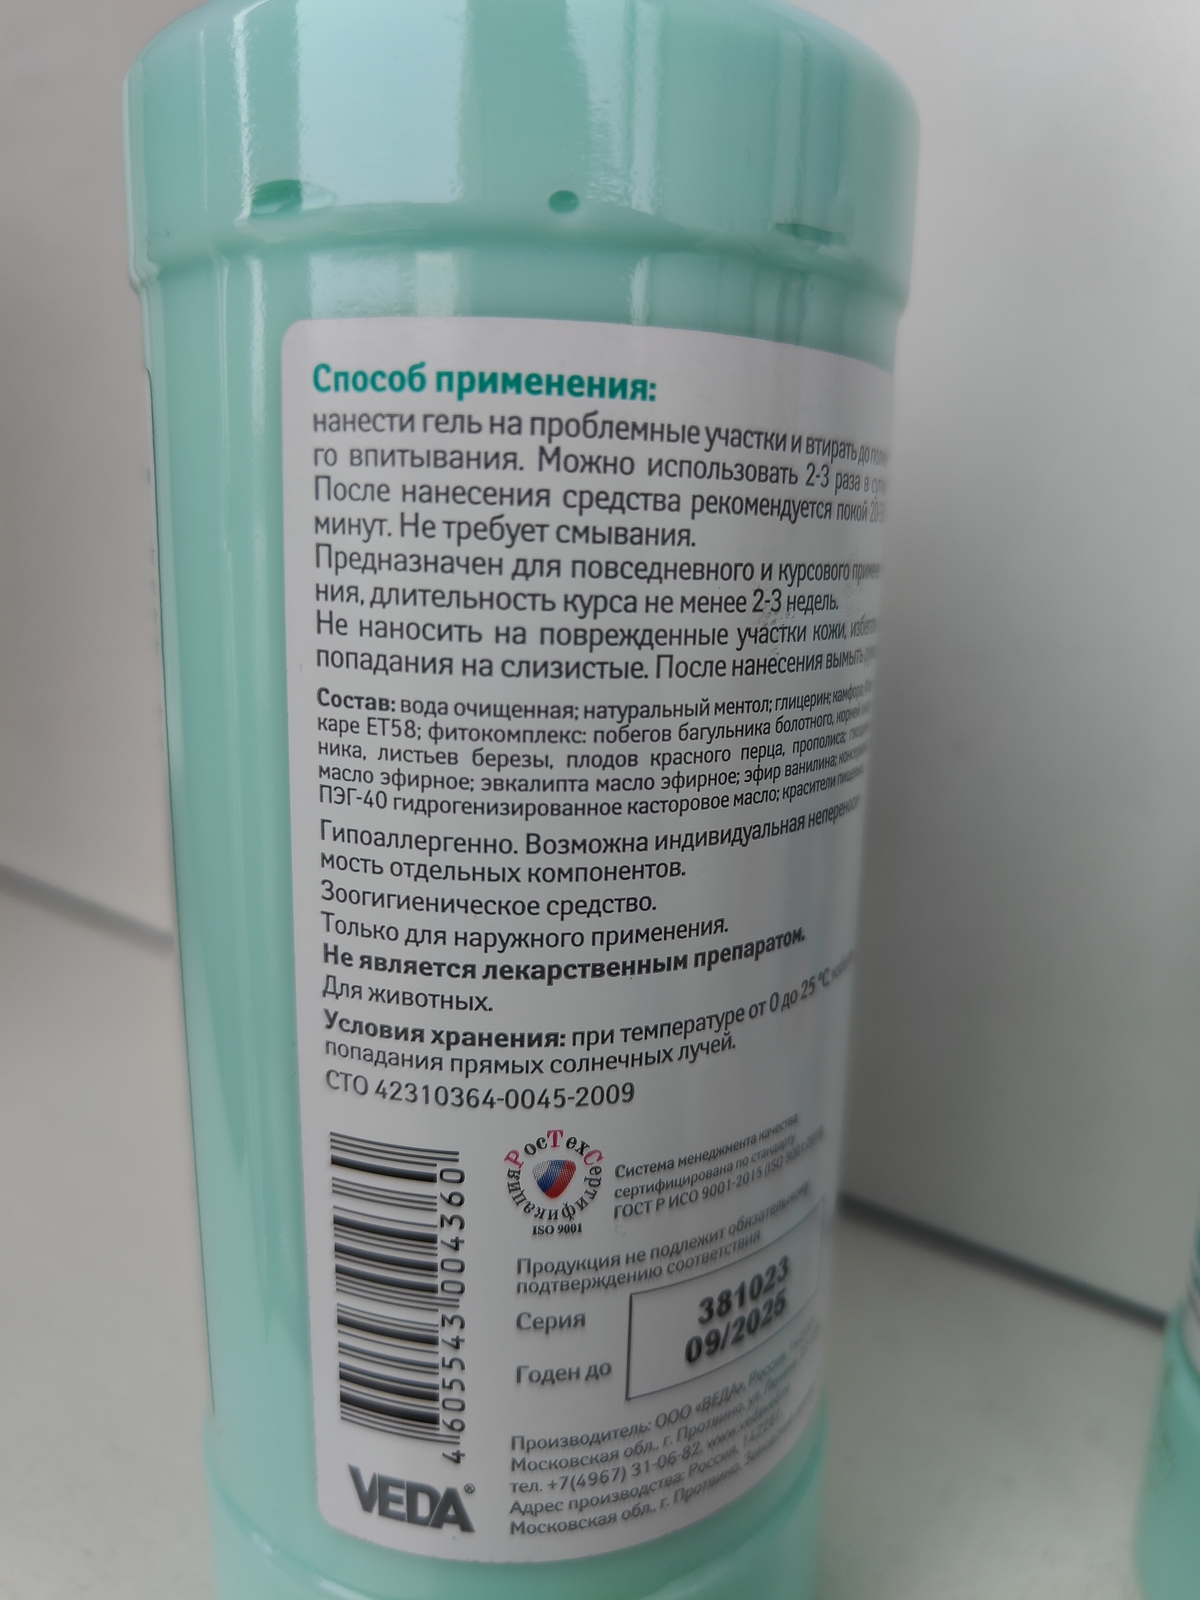 Способ применения:
нанести гель на проблемные участки и втирать до
го впитывания. Можно использовать 2-3 раза в
После нанесения средства рекомендуется покой
минут. Не требует смывания.
Предназначен для повседневного и курсового
ния, длительность курса не менее 2-3 недель.
Не наносить на поврежденные участки кожи,
попадания на слизистые. После нанесения вымыть
Состав: вода очищенная; натуральный ментол; глицерин; камфора;
каре ЕТ58; фитокомплекс: побегов багульника болотного, корней
ника, листьев березы, плодов красного перца, прополиса;
масло эфирное; эвкалипта масло эфирное; эфир ванилина;
ПЭГ-40 гидрогенизированное касторовое масло; красители
Гипоаллергенно. Возможна индивидуальная неперенос
мость отдельных компонентов.
Зоогигиеническое средство.
Только для наружного применения.
Не является лекарственным препаратом.
Для животных.
Условия хранения: при температуре от 0 до 25 °С,
попадания прямых солнечных лучей.
СТО 42310364-0045-2009
РосТехСертификация
ISO 9001
Система менеджмента качества
сертифицирована по стандарту
ГОСТ Р ИСО 9001-2015 (ISO
Продукция не подлежит обязательному
подтверждению соответствия
Серия
381023
Годен до
09/2025
4 605543 004360
VEDA®
Производитель: ООО «ВЕДА», Россия,
Московская обл., г. Протвино, ул.
тел. +7(4967) 31-06-82,
Адрес производства: Россия,
Московская обл., г. Протвино,